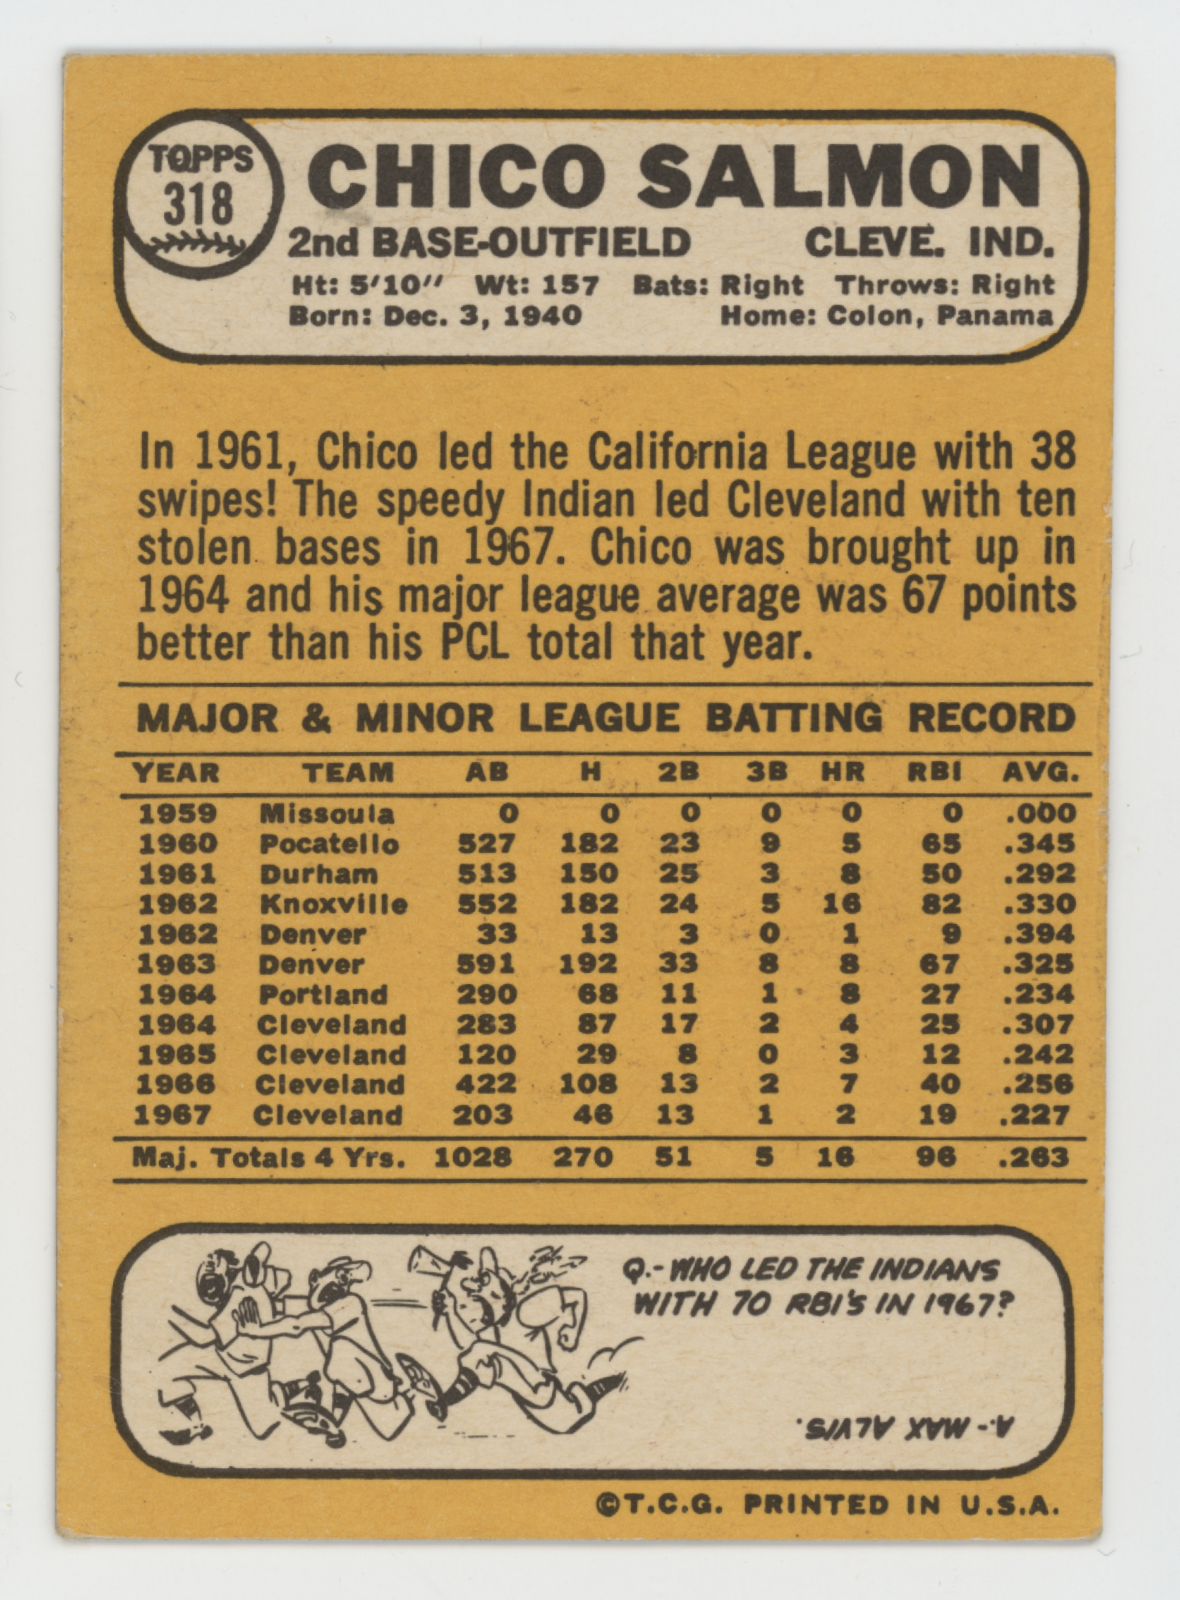 TOPPS
318
CHICO SALMON
2nd BASE-OUTFIELD CLEVE. IND.
Ht: 5'10" Wt: 157 Bats: Right Throws: Right
Born: Dec. 3, 1940 Home: Colon, Panama
In 1961, Chico led the California League with 38
swipes! The speedy Indian led Cleveland with ten
stolen bases in 1967. Chico was brought up in
1964 and his major league average was 67 points
better than his PCL total that year.
MAJOR & MINOR LEAGUE BATTING RECORD
YEAR TEAM AB H 2B 3B HR RBI AVG.
1959 Missoula 0 0 0 0 0 0 .000
1960 Pocatello 527 182 23 9 5 65 .345
1961 Durham 513 150 25 3 8 50 .292
1962 Knoxville 552 182 24 5 16 82 .330
1962 Denver 33 13 3 0 1 9 .394
1963 Denver 591 192 33 8 8 67 .325
1964 Portland 290 68 11 1 8 27 .234
1964 Cleveland 283 87 17 2 4 25 .307
1965 Cleveland 120 29 8 0 3 12 .242
1966 Cleveland 422 108 13 2 7 40 .256
1967 Cleveland 203 46 13 1 2 19 .227
Maj. Totals 4 Yrs. 1028 270 51 5 16 96 .263
Q.- WHO LED THE INDIANS
WITH 70 RBI'S IN 1967?
A.- MAX ALVIS.
©T.C.G. PRINTED IN U.S.A.